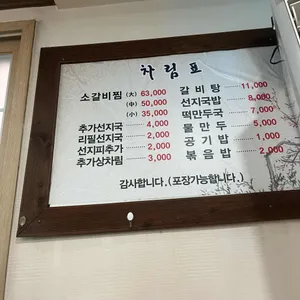 차림표
소갈비찜 (大) 63,000
(中) 50,000
(小) 35,000
추가선지국 4,000
리필선지국 2,000
선지피추가 2,000
추가상차림 3,000
갈비탕 11,000
선지국밥 8,000
떡만두국 7,000
물만두 5,000
공기밥 1,000
볶음밥 2,000
감사합니다.(포장가능합니다.)